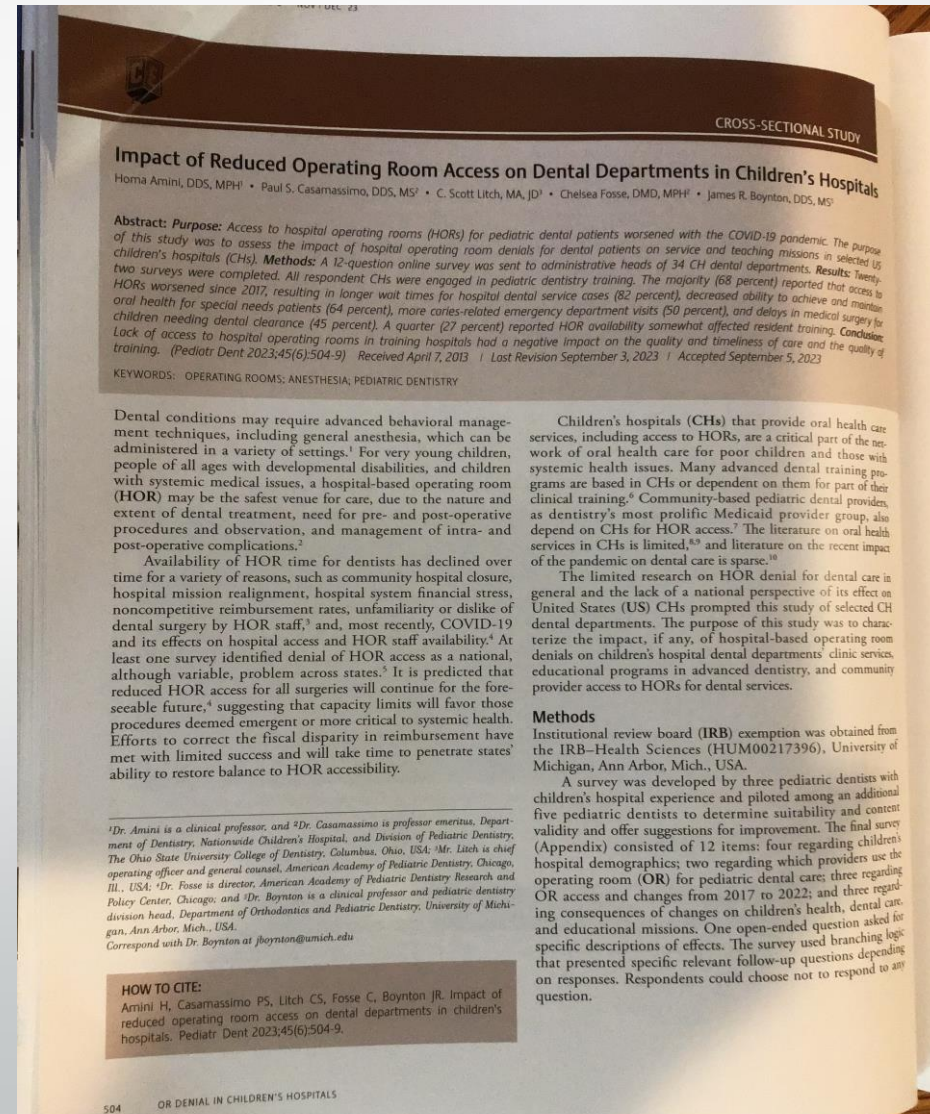 NOV / DEC 23
CE
CROSS-SECTIONAL STUDY
Impact of Reduced Operating Room Access on Dental Departments in Children's Hospitals
Homa Amini, DDS, MPH¹ • Paul S. Casamassimo, DDS, MS² • C. Scott Litch, MA, JD³ • Chelsea Fosse, DMD, MPH² • James R. Boynton, DDS, MS⁵
Abstract: Purpose: Access to hospital operating rooms (HORs) for pediatric dental patients worsened with the COVID-19 pandemic. The purpose
of this study was to assess the impact of hospital operating room denials for dental patients on service and teaching missions in selected US
children's hospitals (CHs). Methods: A 12-question online survey was sent to administrative heads of 34 CH dental departments. Results: Twenty-
two surveys were completed. All respondent CHs were engaged in pediatric dentistry training. The majority (68 percent) reported that access to
HORs worsened since 2017, resulting in longer wait times for hospital dental service cases (82 percent), decreased ability to achieve and maintain
oral health for special needs patients (64 percent), more caries-related emergency department visits (50 percent), and delays in medical surgery for
children needing dental clearance (45 percent). A quarter (27 percent) reported HOR availability somewhat affected resident training. Conclusion:
Lack of access to hospital operating rooms in training hospitals had a negative impact on the quality and timeliness of care and the quality of
training. (Pediatr Dent 2023;45(6):504-9) Received April 7, 2013 | Last Revision September 3, 2023 | Accepted September 5, 2023
KEYWORDS: OPERATING ROOMS; ANESTHESIA; PEDIATRIC DENTISTRY
Dental conditions may require advanced behavioral manage-
ment techniques, including general anesthesia, which can be
administered in a variety of settings.¹ For very young children,
people of all ages with developmental disabilities, and children
with systemic medical issues, a hospital-based operating room
(HOR) may be the safest venue for care, due to the nature and
extent of dental treatment, need for pre- and post-operative
procedures and observation, and management of intra- and
post-operative complications.²
Availability of HOR time for dentists has declined over
time for a variety of reasons, such as community hospital closure,
hospital mission realignment, hospital system financial stress,
noncompetitive reimbursement rates, unfamiliar or dislike of
dental surgery by HOR staff,³ and, most recently, COVID-19
and its effects on hospital access and HOR staff availability.⁴ At
least one survey identified denial of HOR access as a national,
although variable, problem across states.⁵ It is predicted that
reduced HOR access for all surgeries will continue for the fore-
seeable future,⁴ suggesting that capacity limits will favor those
procedures deemed emergent or more critical to systemic health.
Efforts to correct the fiscal disparity in reimbursement have
met with limited success and will take time to penetrate states'
ability to restore balance to HOR accessibility.
¹Dr. Amini is a clinical professor, and ²Dr. Casamassimo is professor emeritus, Depart-
ment of Dentistry, Nationwide Children's Hospital, and Division of Pediatric Dentistry,
The Ohio State University College of Dentistry, Columbus, Ohio, USA; ³Mr. Litch is chief
operating officer and general counsel, American Academy of Pediatric Dentistry, Chicago,
Ill., USA; ⁴Dr. Fosse is director, American Academy of Pediatric Dentistry Research and
Policy Center, Chicago; and ⁵Dr. Boynton is a clinical professor and pediatric dentistry
division head, Department of Orthodontics and Pediatric Dentistry, University of Michi-
gan, Ann Arbor, Mich., USA.
Correspond with Dr. Boynton at jboynton@umich.edu
HOW TO CITE:
Amini H, Casamassimo PS, Litch CS, Fosse C, Boynton JR. Impact of
reduced operating room access on dental departments in children's
hospitals. Pediatr Dent 2023;45(6):504-9.
Children's hospitals (CHs) that provide oral health care
services, including access to HORs, are a critical part of the net-
work of oral health care for poor children and those with
systemic health issues. Many advanced dental training pro-
grams are based in CHs or dependent on them for part of their
clinical training.⁶ Community-based pediatric dental providers,
as dentistry's most prolific Medicaid provider group, also
depend on CHs for HOR access.⁷ The literature on oral health
services in CHs is limited,⁸,⁹ and literature on the recent impact
of the pandemic on dental care is sparse.¹⁰
The limited research on HOR denial for dental care in
general and the lack of a national perspective of its effect on
United States (US) CHs prompted this study of selected CH
dental departments. The purpose of this study was to charac-
terize the impact, if any, of hospital-based operating room
denials on children's hospital dental departments' clinic services,
educational programs in advanced dentistry, and community
provider access to HORs for dental services.
Methods
Institutional review board (IRB) exemption was obtained from
the IRB–Health Sciences (HUM00217396), University of
Michigan, Ann Arbor, Mich., USA.
A survey was developed by three pediatric dentists with
children's hospital experience and piloted among an additional
five pediatric dentists to determine suitability and content
validity and offer suggestions for improvement. The final survey
(Appendix) consisted of 12 items: four regarding children's
hospital demographics; two regarding which providers use the
operating room (OR) for pediatric dental care; three regarding
OR access and changes from 2017 to 2022; and three regard-
ing consequences of changes on children's health, dental care,
and educational missions. One open-ended question asked for
specific descriptions of effects. The survey used branching logic
that presented specific relevant follow-up questions depending
on responses. Respondents could choose not to respond to any
question.
504 OR DENIAL IN CHILDREN'S HOSPITALS